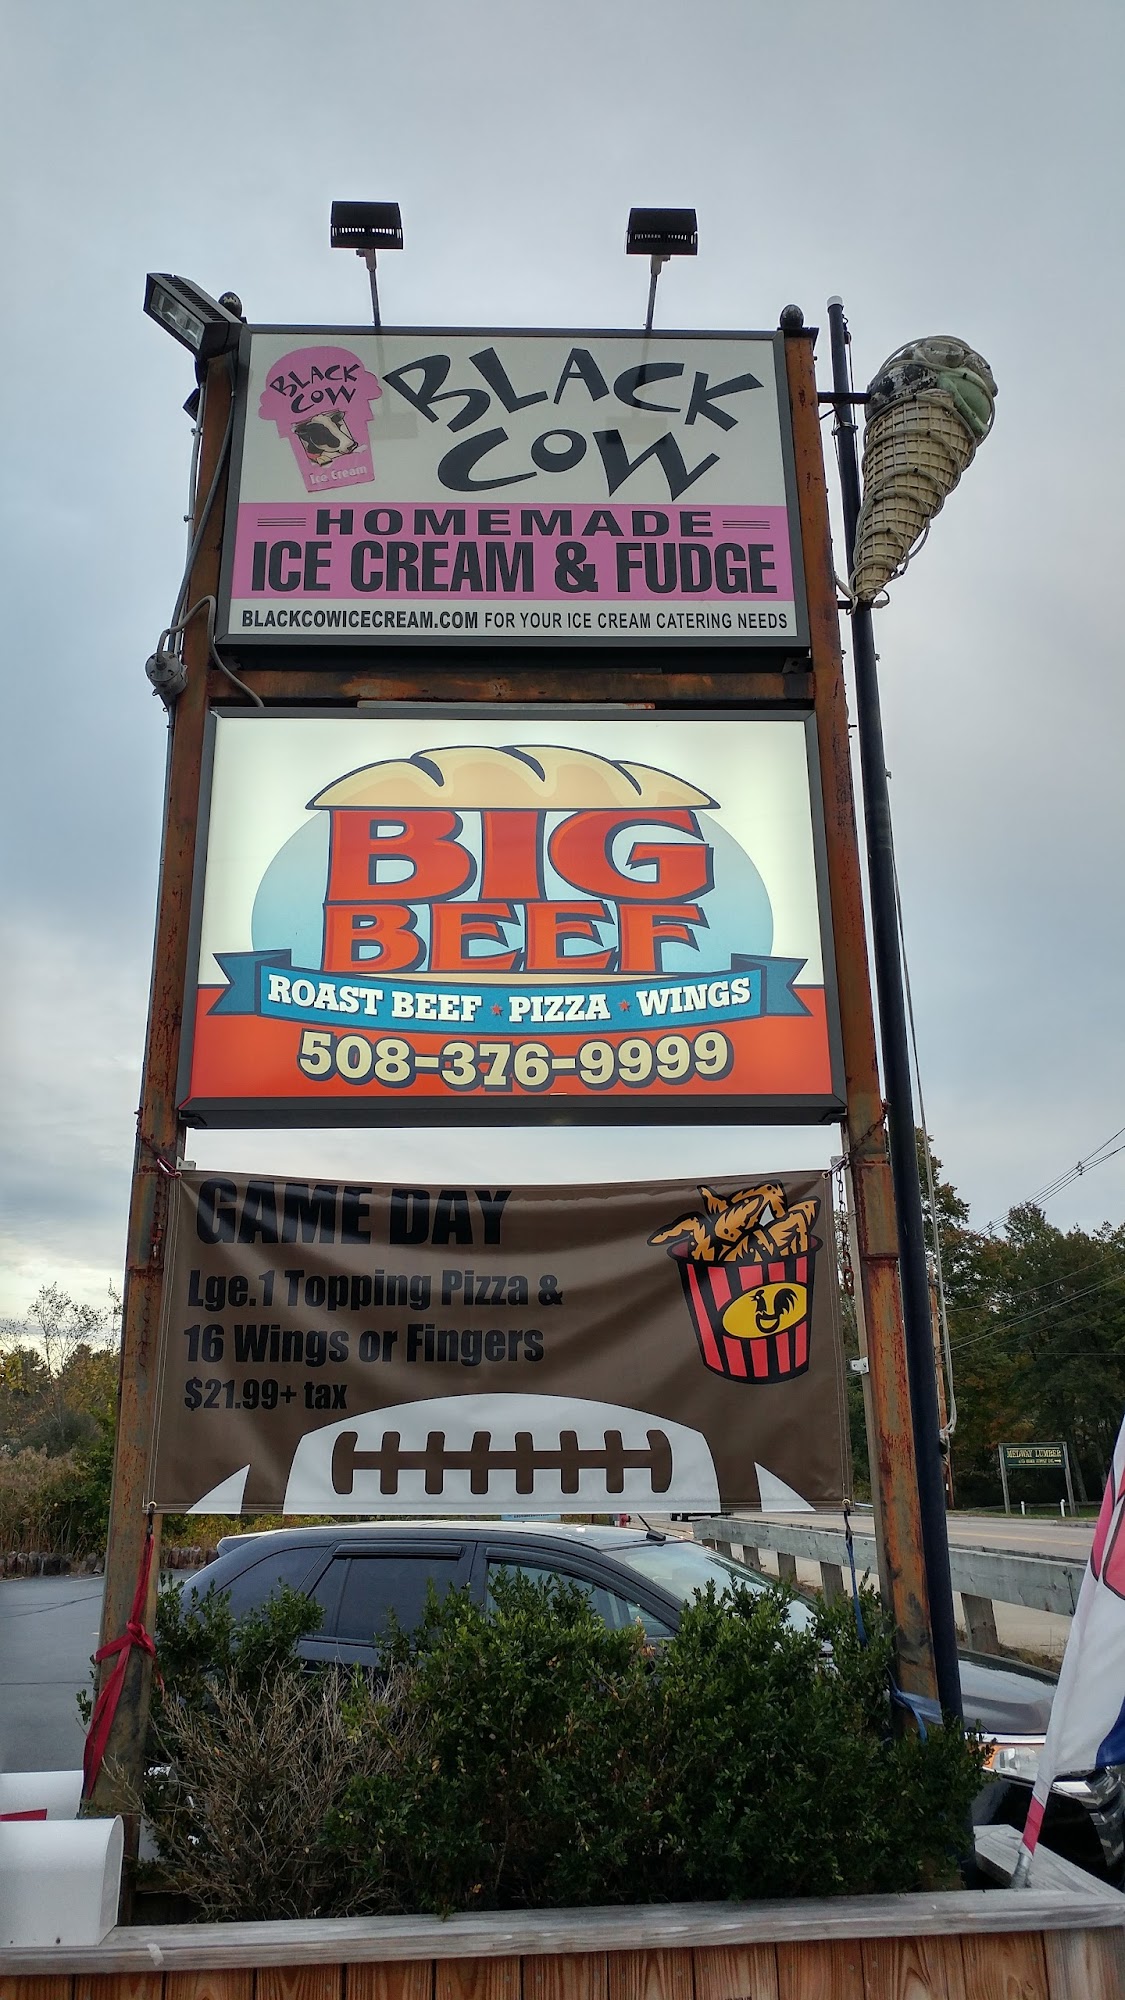 BLACK
COW
Ice Cream
BLACK
COW
HOMEMADE
ICE CREAM & FUDGE
BLACKCOWICECREAM.COM FOR YOUR ICE CREAM CATERING NEEDS
BIG
BEEF
ROAST BEEF ★ PIZZA ★ WINGS
508-376-9999
GAME DAY
Lge.1 Topping Pizza &
16 Wings or Fingers
$21.99+ tax
MEDWAY LUMBER